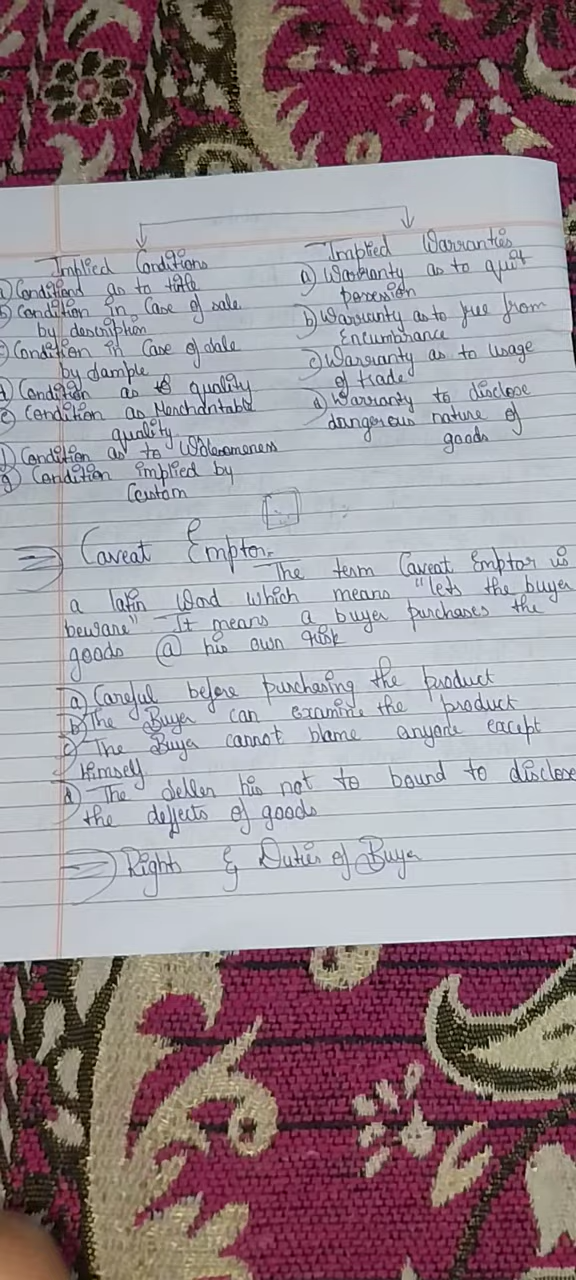 Implied Conditions
a) Conditiond as to title
b) Condition in Case of sale
by description
c) Condition in Case of sale
by sample
d) Condition as to quality
e) Condition as Merchantable
quality
f) Condition as to Wholesomeness
g) Condition implied by
Custom
Implied Warranties
a) Warranty as to quit
possession
b) Warranty as to free from
Encumbrance
c) Warranty as to usage
of trade
d) Warranty to disclose
dangerous nature of
goods
⇒ Caveat Emptor.
The term Caveat Emptor is
a latin Word which means "lets the buyer
beware" It means a buyer purchases the
goods @ his own risk
a) Careful before purchasing the product
b) The Buyer can examine the product
c) The Buyer cannot blame anyone except
himself
d) The seller his not to bound to disclose
the deffects of goods
⇒ Rights & Duties of Buyer